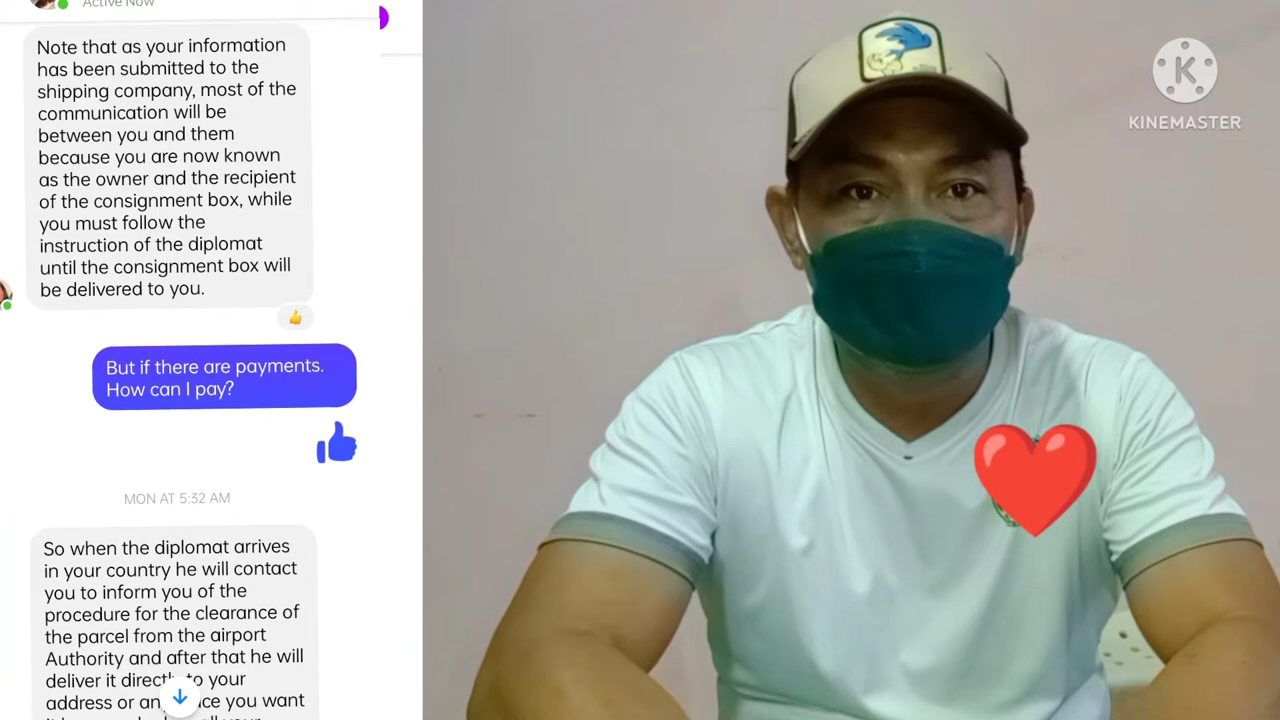 Active Now
Note that as your information
has been submitted to the
shipping company, most of the
communication will be
between you and them
because you are now known
as the owner and the recipient
of the consignment box, while
you must follow the
instruction of the diplomat
until the consignment box will
be delivered to you.
But if there are payments.
How can I pay?
MON AT 5:32 AM
So when the diplomat arrives
in your country he will contact
you to inform you of the
procedure for the clearance of
the parcel from the airport
Authority and after that he will
deliver it directly to your
address or any you want
KINEMASTER